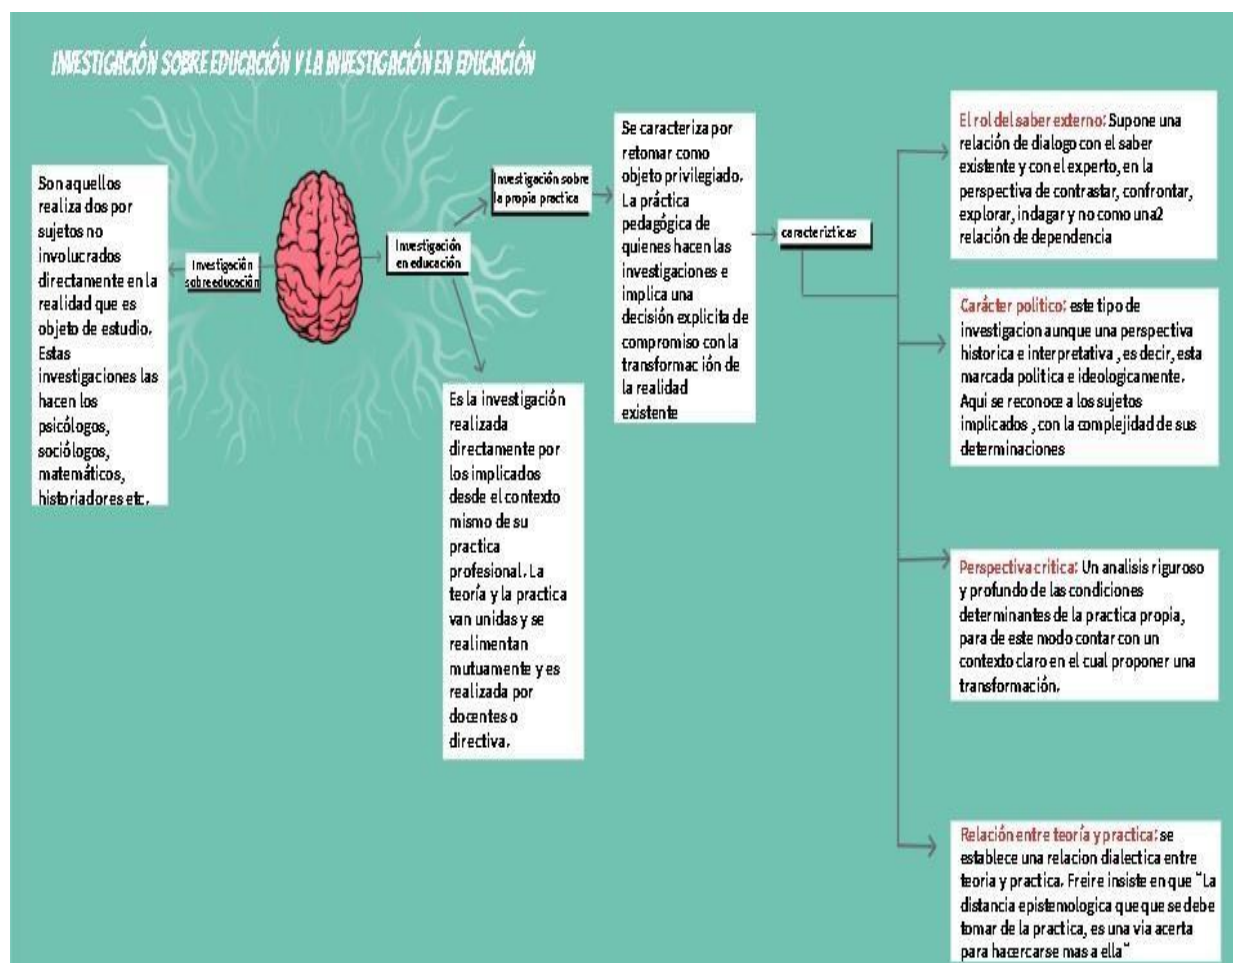 INVESTIGACIÓN SOBRE EDUCACIÓN Y LA INVESTIGACIÓN EN EDUCACIÓN
Son aquellos
realiza dos por
sujetos no
involucrados
directamente en la
realidad que es
objeto de estudio.
Estas
investigaciones las
hacen los
psicólogos,
sociólogos,
matemáticos,
historiadores etc.
Investigación
sobre educación
Investigación
en educación
Investigación sobre
la propia practica
Es la investigación
realizada
directamente por
los implicados
desde el contexto
mismo de su
practica
profesional. La
teoría y la practica
van unidas y se
realimentan
mutuamente y es
realizada por
docentes o
directiva.
Se caracteriza por
retomar como
objeto privilegiado.
La práctica
pedagógica de
quienes hacen las
investigaciones e
implica una
decisión explicita de
compromiso con la
transformac ión de
la realidad
existente
caracterizticas
El rol del saber externo: Supone una
relación de dialogo con el saber
existente y con el experto, en la
perspectiva de contrastar, confrontar,
explorar, indagar y no como una2
relación de dependencia
Carácter politico: este tipo de
investigacion aunque una perspectiva
historica e interpretativa , es decir, esta
marcada politica e ideologicamente.
Aqui se reconoce a los sujetos
implicados , con la complejidad de sus
determinaciones
Perspectiva critica: Un analisis riguroso
y profundo de las condiciones
determinantes de la practica propia,
para de este modo contar con un
contexto claro en el cual proponer una
transformación.
Relación entre teoría y practica: se
establece una relacion dialectica entre
teoria y practica. Freire insiste en que "La
distancia epistemologica que que se debe
tomar de la practica, es una via acerta
para hacercarse mas a ella"